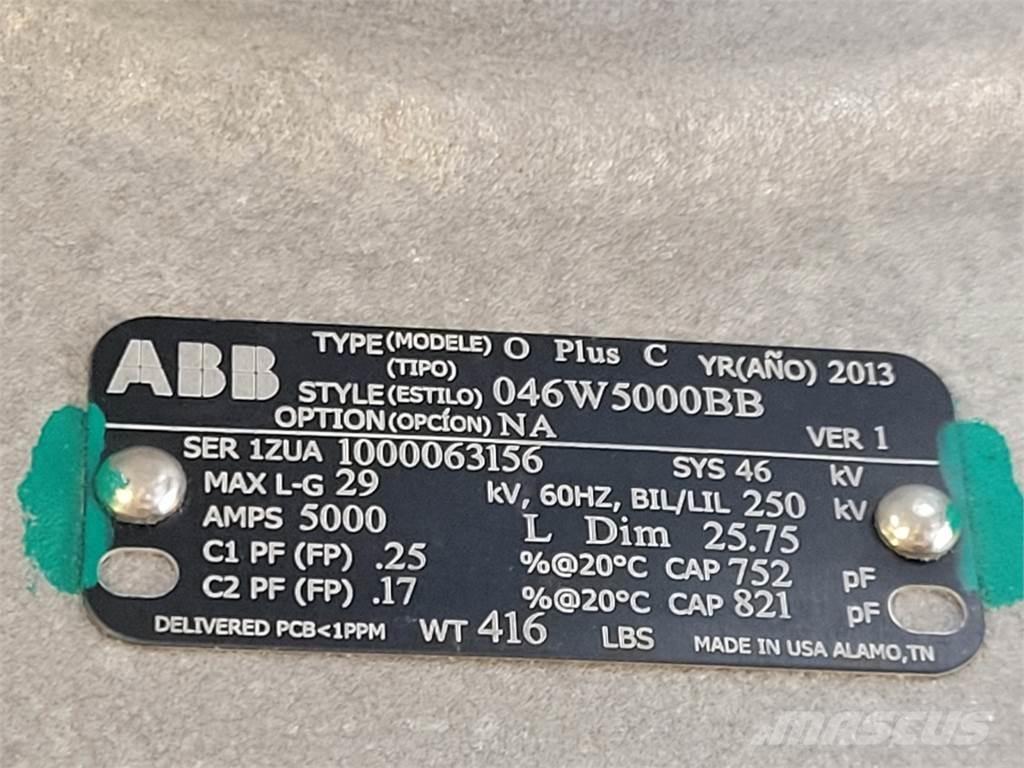 ABB
TYPE (MODELE) O Plus C YR(AÑO) 2013
(TIPO)
STYLE (ESTILO) 046W5000BB
OPTION (OPCÍON) NA VER 1
SER 1ZUA 1000063156 SYS 46 kV
MAX L-G 29 kV, 60HZ, BIL/LIL 250 kV
AMPS 5000 L Dim 25.75
C1 PF (FP) .25 %@20°C CAP 752 pF
C2 PF (FP) .17 %@20°C CAP 821 pF
DELIVERED PCB<1PPM WT 416 LBS MADE IN USA ALAMO,TN
MASCUS